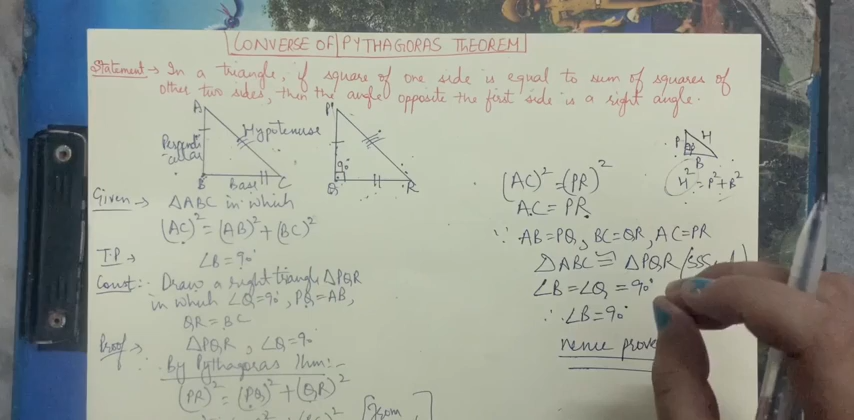 CONVERSE OF PYTHAGORAS THEOREM
Statement → In a triangle, if square of one side is equal to sum of squares of
other two sides, then the angle opposite the first side is a right angle.
A
Hypotenuse
B
Base
C
P
90°
Q
R
P
H
B
H² = P² + B²
Given → ΔABC in which
(AC)² = (AB)² + (BC)²
T.P → ∠B = 90°
Const:- Draw a right triangle ΔPQR
in which ∠Q = 90°, PQ = AB,
QR = BC
Proof → ΔPQR, ∠Q = 90°
By Pythagoras Thm:-
(PR)² = (PQ)² + (QR)²
[From
(AC)² = (PR)²
AC = PR
∵ AB = PQ, BC = QR, AC = PR
ΔABC ≅ ΔPQR (SSS
∠B = ∠Q = 90°
∴ ∠B = 90°
Hence prove